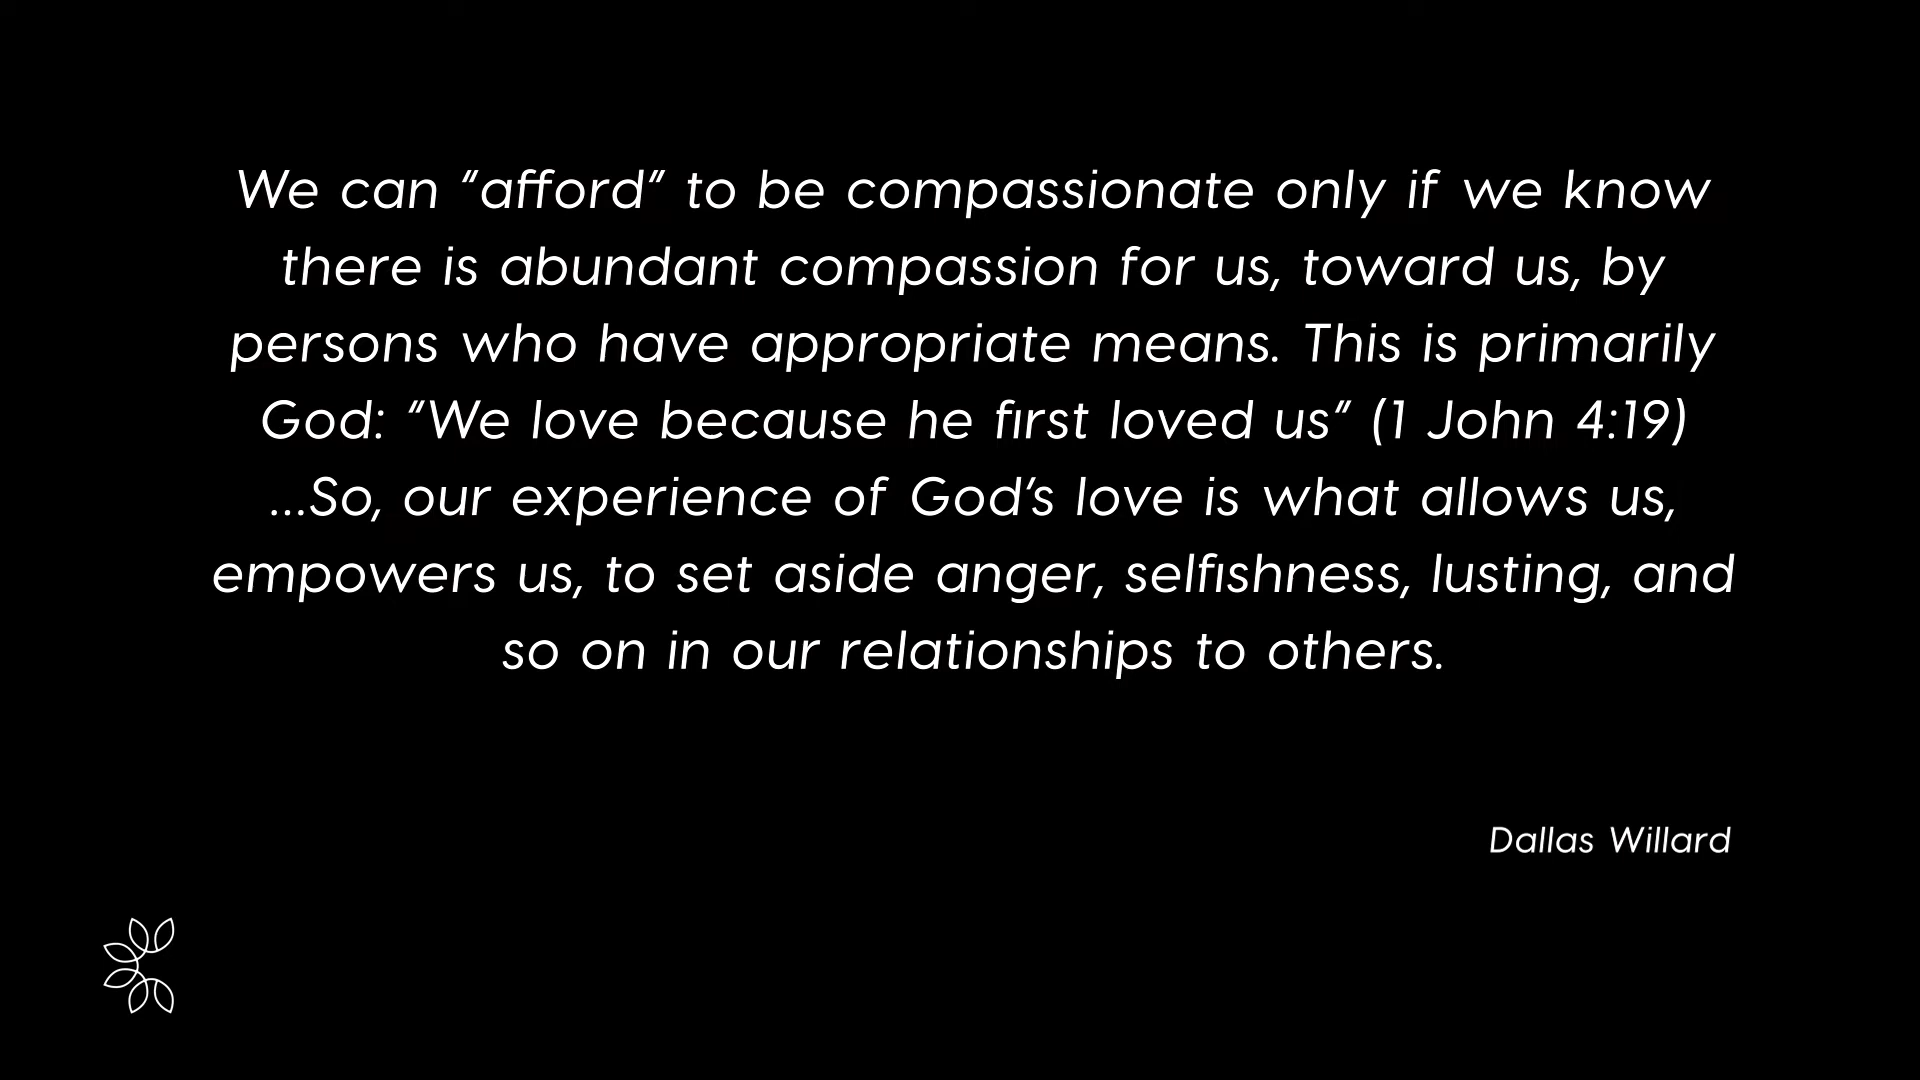 We can “afford” to be compassionate only if we know
there is abundant compassion for us, toward us, by
persons who have appropriate means. This is primarily
God: “We love because he first loved us” (1 John 4:19)
...So, our experience of God’s love is what allows us,
empowers us, to set aside anger, selfishness, lusting, and
so on in our relationships to others.
Dallas Willard